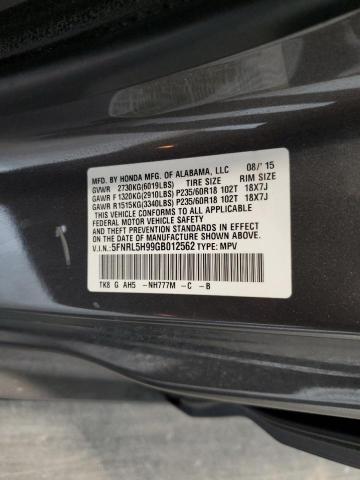 MFD. BY HONDA MFG. OF ALABAMA, LLC 08/'15
GVWR 2730KG(6019LBS) TIRE SIZE RIM SIZE
GAWR F 1320KG(2910LBS) P235/60R18 102T 18X7J
GAWR R 1515KG(3340LBS) P235/60R18 102T 18X7J
THIS VEHICLE CONFORMS TO ALL APPLICABLE
FEDERAL MOTOR VEHICLE SAFETY, BUMPER,
AND THEFT PREVENTION STANDARDS IN EFFECT
ON THE DATE OF MANUFACTURE SHOWN ABOVE.
V.I.N.: 5FNRL5H99GB012562 TYPE: MPV
TK8 G AH5 -NH777M -C -B